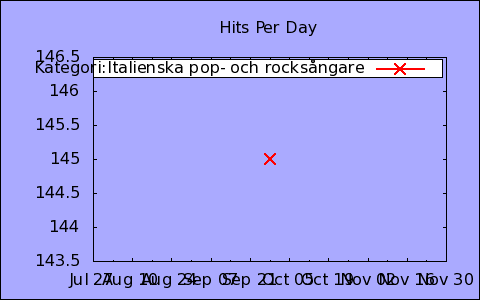 Hits Per Day
146.5
Kategori:Italienska pop- och rocksångare
146
145.5
145
144.5
144
143.5
Jul 27 Aug 10 Aug 24 Sep 07 Sep 21 Oct 05 Oct 19 Nov 02 Nov 16 Nov 30